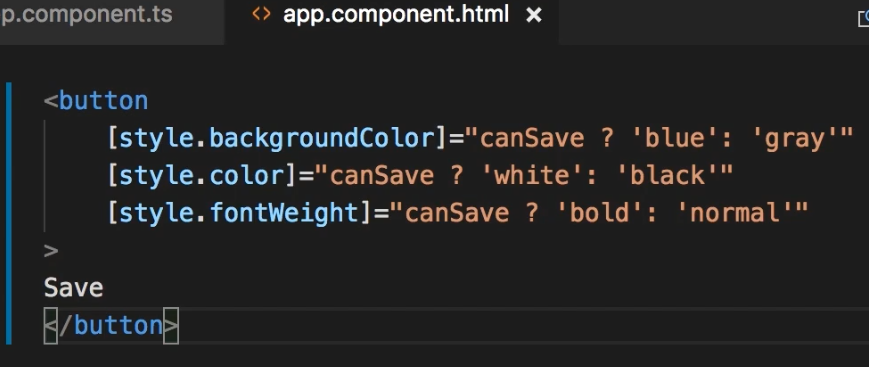 p.component.ts <> app.component.html ×
<button
[style.backgroundColor]="canSave ? 'blue': 'gray'"
[style.color]="canSave ? 'white': 'black'"
[style.fontWeight]="canSave ? 'bold': 'normal'"
>
Save
</button>